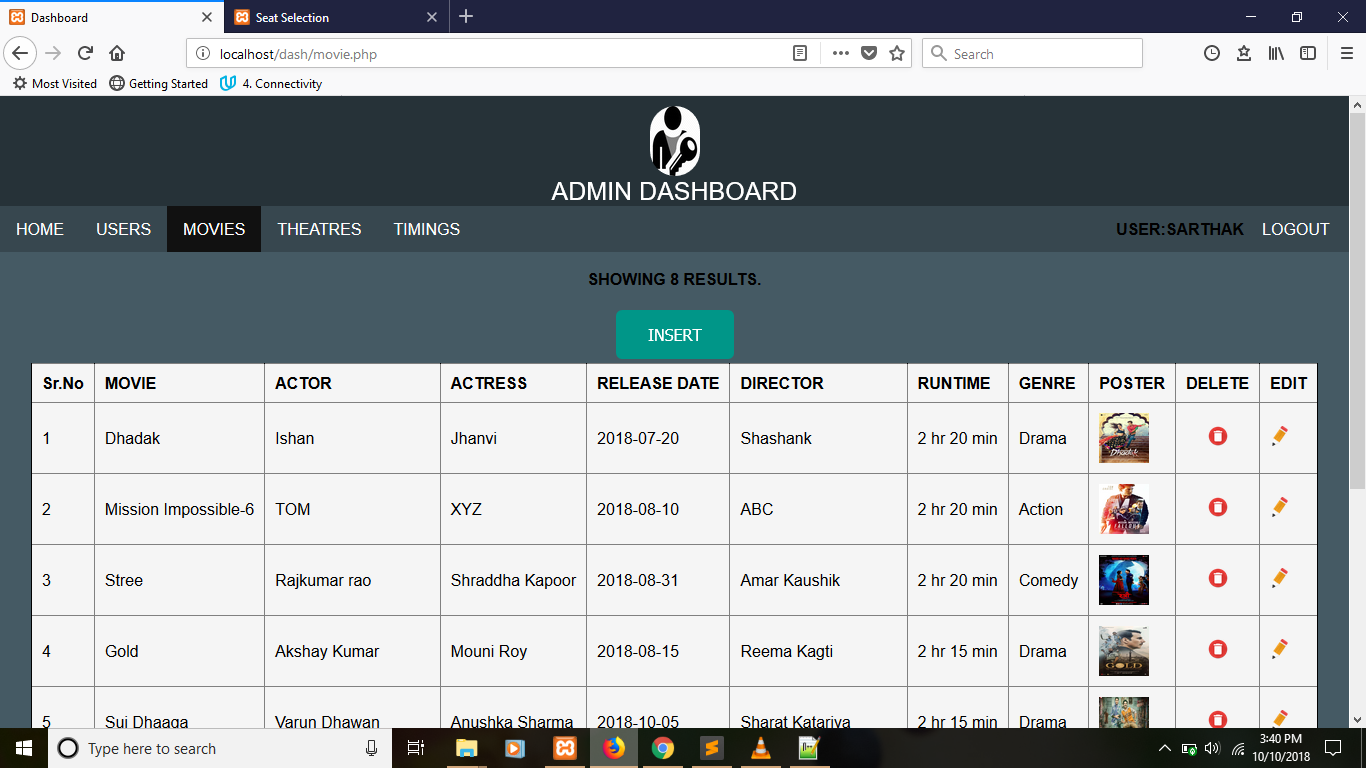 Dashboard
Seat Selection
localhost/dash/movie.php
Search
Most Visited
Getting Started
4. Connectivity
ADMIN DASHBOARD
HOME USERS MOVIES THEATRES TIMINGS USER:SARTHAK LOGOUT
SHOWING 8 RESULTS.
INSERT
Sr.No MOVIE ACTOR ACTRESS RELEASE DATE DIRECTOR RUNTIME GENRE POSTER DELETE EDIT
1 Dhadak Ishan Jhanvi 2018-07-20 Shashank 2 hr 20 min Drama
Dhadak
2 Mission Impossible-6 TOM XYZ 2018-08-10 ABC 2 hr 20 min Action
FALLOUT
3 Stree Rajkumar rao Shraddha Kapoor 2018-08-31 Amar Kaushik 2 hr 20 min Comedy
4 Gold Akshay Kumar Mouni Roy 2018-08-15 Reema Kagti 2 hr 15 min Drama
GOLD
5 Sui Dhaaga Varun Dhawan Anushka Sharma 2018-10-05 Sharat Katariya 2 hr 15 min Drama
Type here to search
3:40 PM
10/10/2018